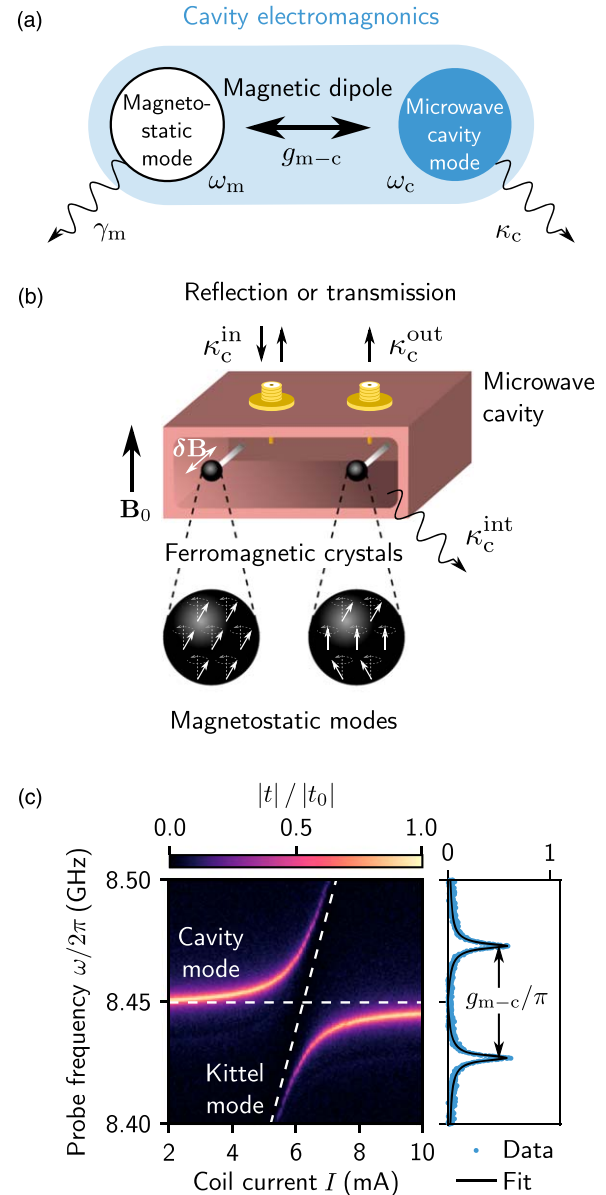 (a)
Cavity electromagnonics
Magneto-
static
mode
Magnetic dipole
g_{m−c}
Microwave
cavity
mode
ω_m
ω_c
γ_m
κ_c
(b)
Reflection or transmission
κ_c^{in}
κ_c^{out}
Microwave
cavity
δB
B_0
κ_c^{int}
Ferromagnetic crystals
Magnetostatic modes
(c)
|t| / |t_0|
0.0 0.5 1.0
0 1
Probe frequency ω/2π (GHz)
8.50
8.45
8.40
Cavity
mode
Kittel
mode
g_{m−c}/π
2 4 6 8 10
Coil current I (mA)
Data
Fit